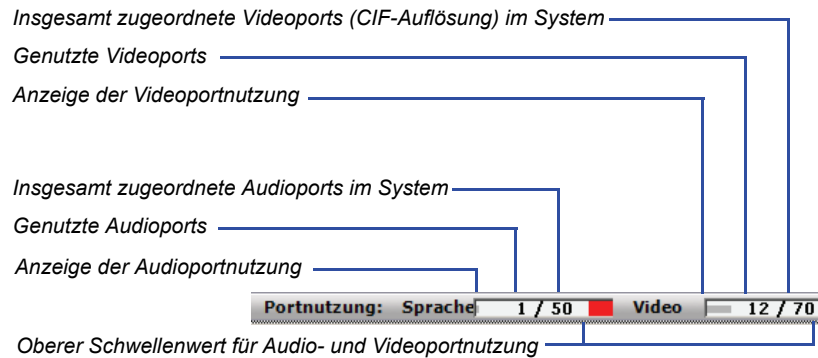 Insgesamt zugeordnete Videoports (CIF-Auflösung) im System
Genutzte Videoports
Anzeige der Videoportnutzung
Insgesamt zugeordnete Audioports im System
Genutzte Audioports
Anzeige der Audioportnutzung
Portnutzung: Sprache 1 / 50 Video 12 / 70
Oberer Schwellenwert für Audio- und Videoportnutzung